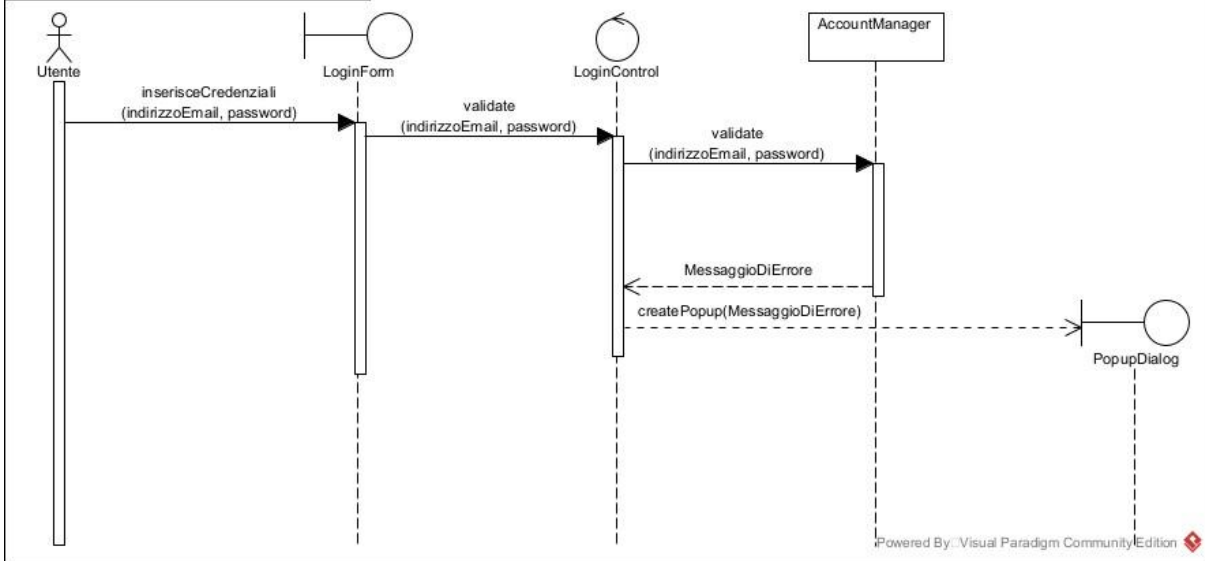 AccountManager
Utente
LoginForm
LoginControl
inserisceCredenziali
(indirizzoEmail, password)
validate
(indirizzoEmail, password)
validate
(indirizzoEmail, password)
MessaggioDiErrore
createPopup(MessaggioDiErrore)
PopupDialog
Powered By Visual Paradigm Community Edition